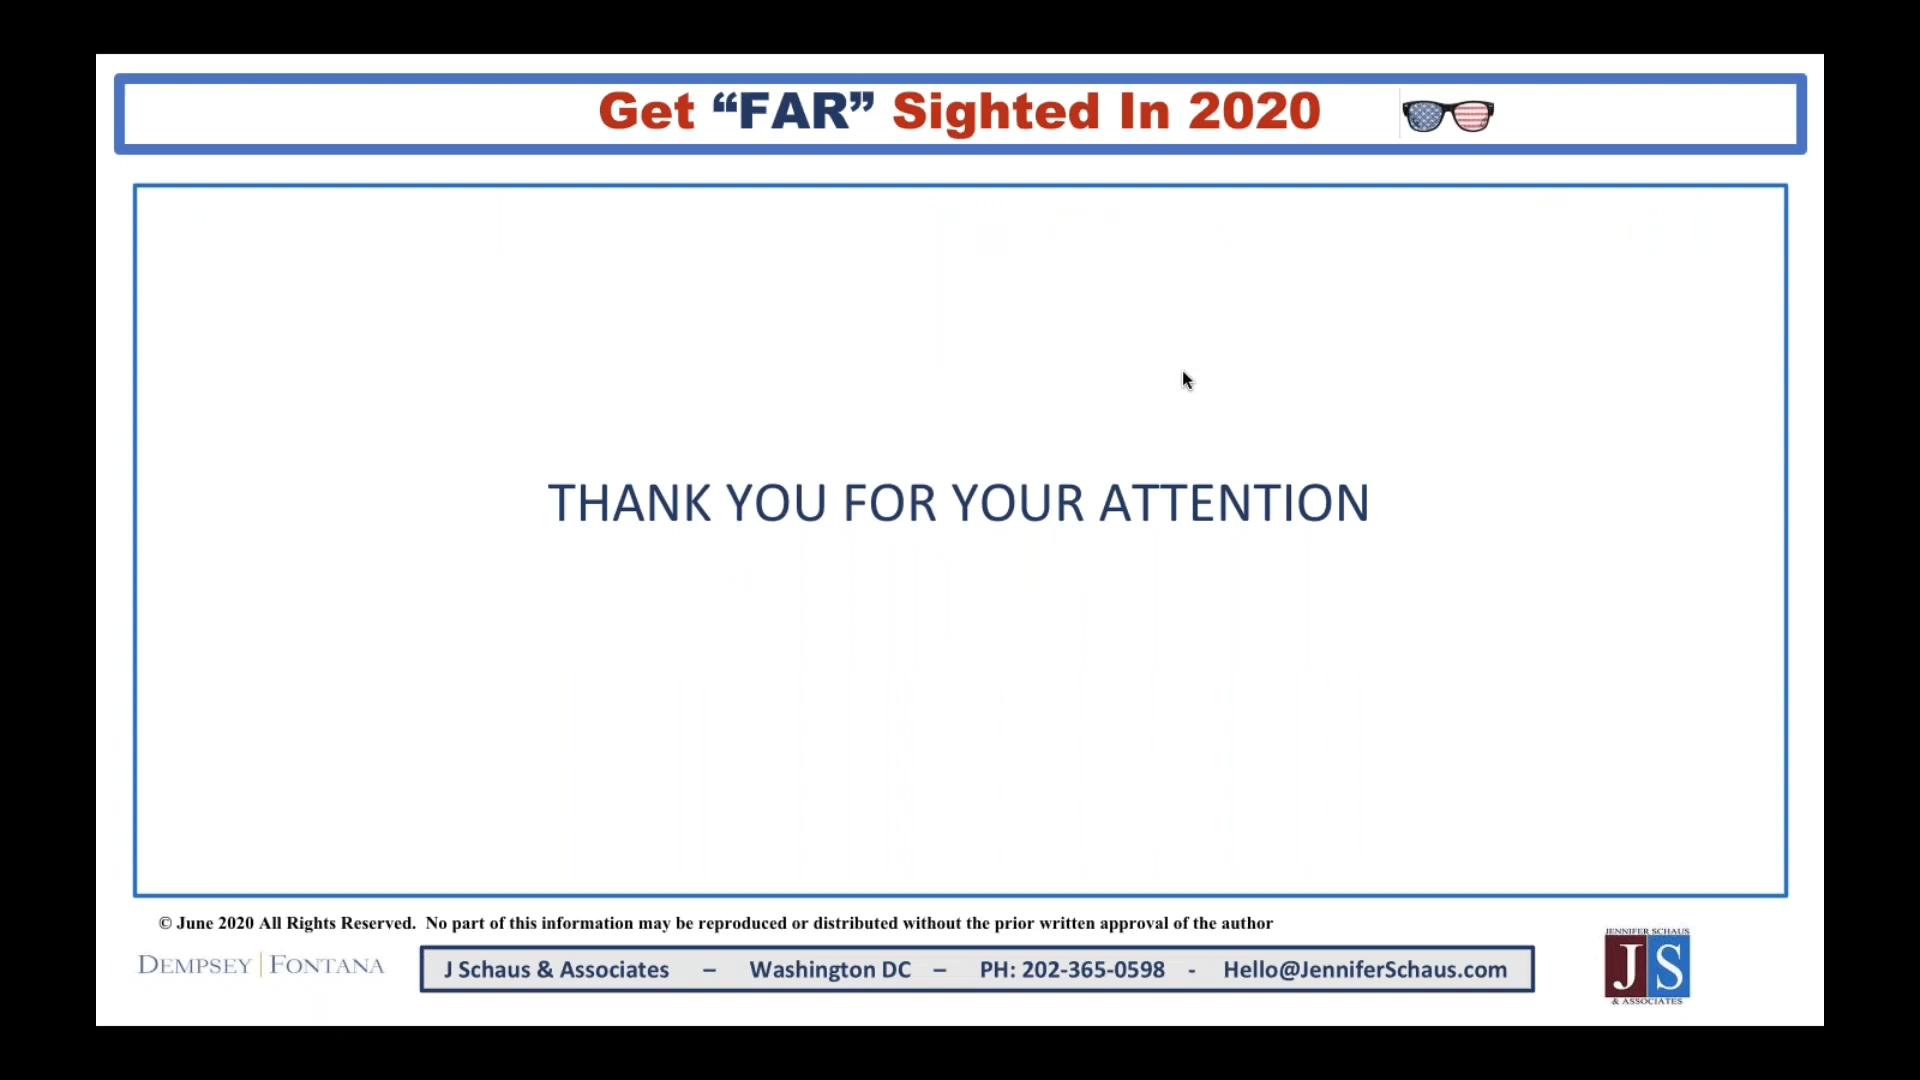 Get “FAR” Sighted In 2020
THANK YOU FOR YOUR ATTENTION
© June 2020 All Rights Reserved.  No part of this information may be reproduced or distributed without the prior written approval of the author
DEMPSEY | FONTANA
J Schaus & Associates – Washington DC – PH: 202-365-0598 - Hello@JenniferSchaus.com
JENNIFER SCHAUS
JS
& ASSOCIATES